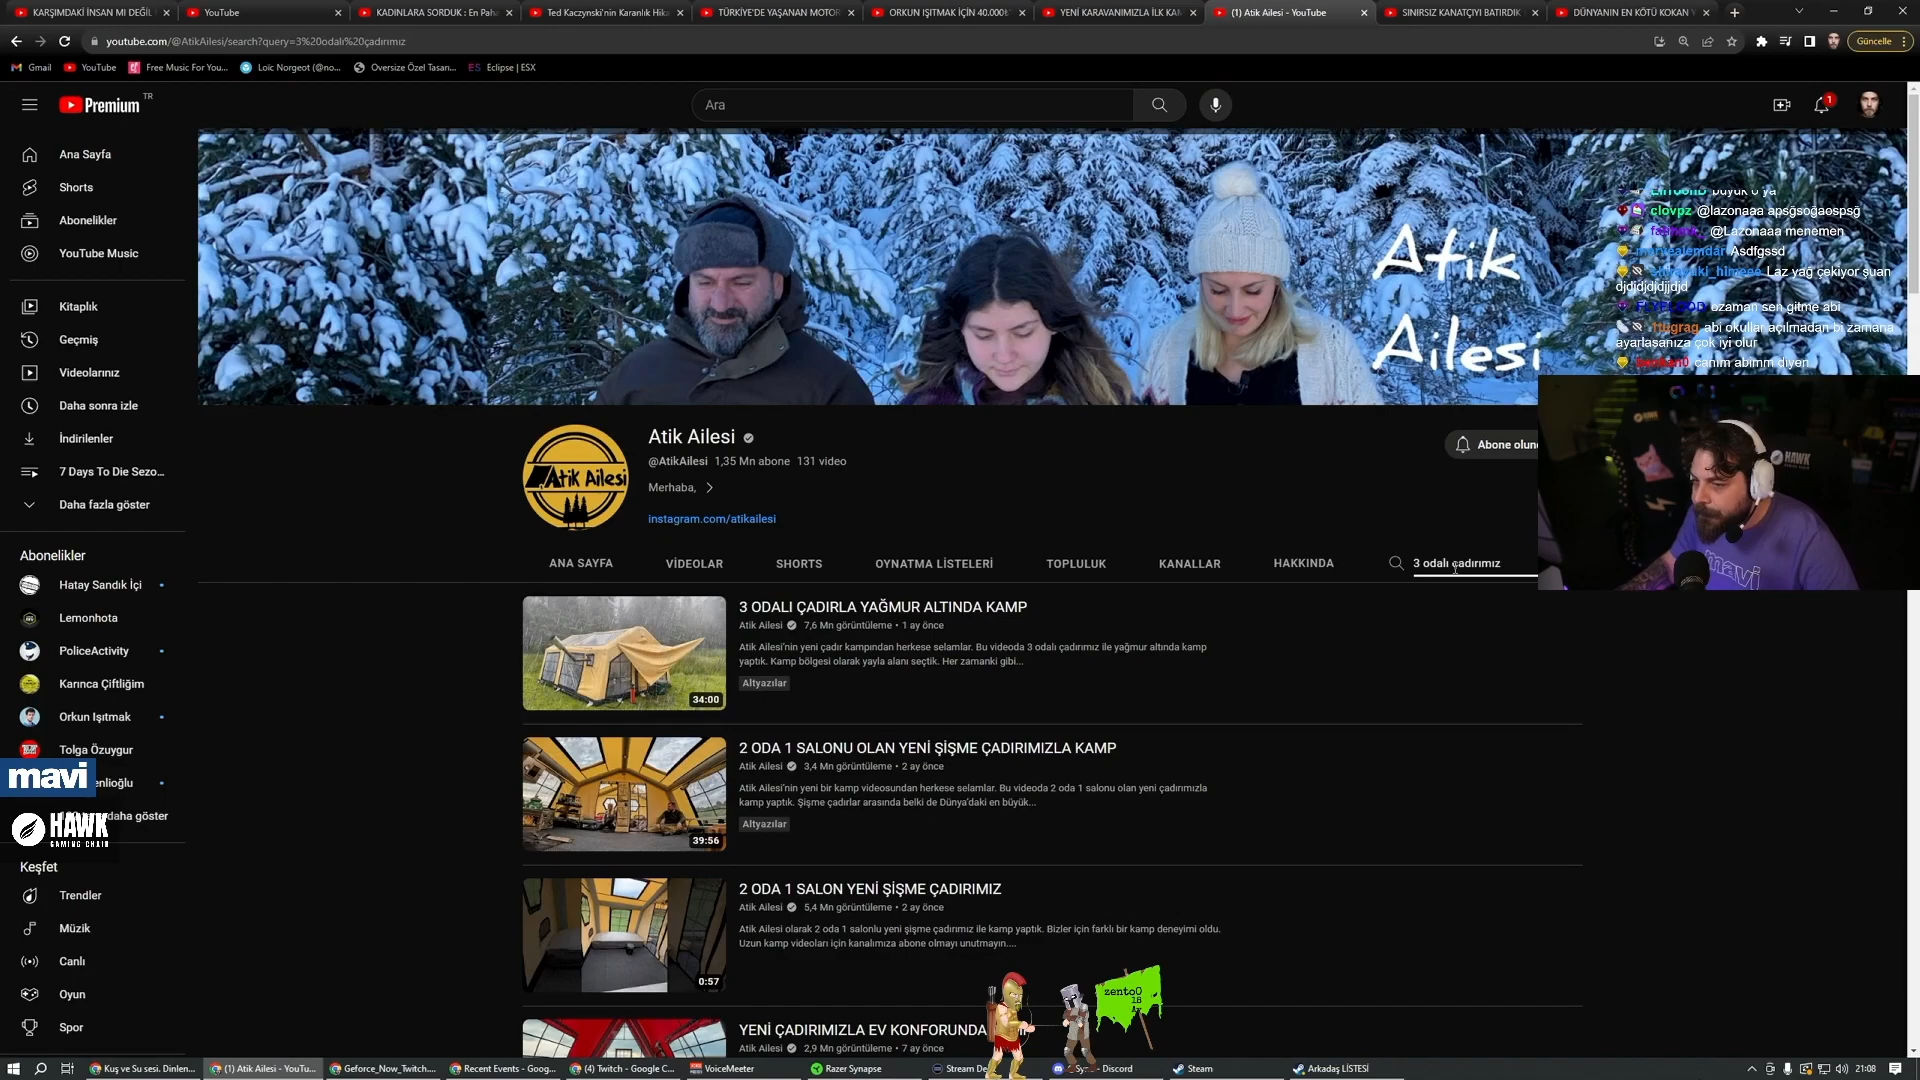 KARŞIMDAKİ İNSAN MI DEĞİL
YouTube
KADINLARA SORDUK : En Paha
Ted Kaczynski'nin Karanlık Hika
TÜRKİYE'DE YAŞANAN MOTOR
ORKUN IŞITMAK İÇİN 40.000₺
YENİ KARAVANIMIZLA İLK KAM
(1) Atik Ailesi - YouTube
SINIRSIZ KANATÇIYI BATIRDIK
DÜNYANIN EN KÖTÜ KOKAN Y
youtube.com/@AtikAilesi/search?query=3%20odalı%20çadırımız
Güncelle
Gmail
YouTube
Free Music For You...
Loïc Norgeot (@no...
Oversize Özel Tasarı...
ES Eclipse | ESX
Premium TR
Ara
1
Ana Sayfa
Shorts
Abonelikler
YouTube Music
Kitaplık
Geçmiş
Videolarınız
Daha sonra izle
İndirilenler
7 Days To Die Sezo...
Daha fazla göster
Abonelikler
Hatay Sandık İçi
Lemonhota
PoliceActivity
Karınca Çiftliğim
Orkun Işıtmak
Tolga Özuygur
enlioğlu
daha göster
mavi
HAWK
GAMING CHAIR
Keşfet
Trendler
Müzik
Canlı
Oyun
Spor
Atik
Ailesi
büyük o ya
clovpz @lazonaaa apsğsoğaospsğ
@Lazonaaa menemen
Asdfgssd
Laz yağ çekiyor şuan
djdjdjdjdjjdjd
ozaman sen gitme abi
abi okullar açılmadan bi zamana
ayarlasanıza çok iyi olur
canım abimm diyen
HAWK
mavi
Atik Ailesi
Atik Ailesi
@AtikAilesi 1,35 Mn abone 131 video
Merhaba,
instagram.com/atikailesi
Abone olun
ANA SAYFA
VİDEOLAR
SHORTS
OYNATMA LİSTELERİ
TOPLULUK
KANALLAR
HAKKINDA
3 odalı çadırımız
3 ODALI ÇADIRLA YAĞMUR ALTINDA KAMP
Atik Ailesi 7,6 Mn görüntüleme • 1 ay önce
Atik Ailesi'nin yeni çadır kampından herkese selamlar. Bu videoda 3 odalı çadırımız ile yağmur altında kamp
yaptık. Kamp bölgesi olarak yayla alanı seçtik. Her zamanki gibi...
Altyazılar
34:00
2 ODA 1 SALONU OLAN YENİ ŞİŞME ÇADIRIMIZLA KAMP
Atik Ailesi 3,4 Mn görüntüleme • 2 ay önce
Atik Ailesi'nin yeni bir kamp videosundan herkese selamlar. Bu videoda 2 oda 1 salonu olan yeni çadırımızla
kamp yaptık. Şişme çadırlar arasında belki de Dünya'daki en büyük...
Altyazılar
39:56
2 ODA 1 SALON YENİ ŞİŞME ÇADIRIMIZ
Atik Ailesi 5,4 Mn görüntüleme • 2 ay önce
Atik Ailesi olarak 2 oda 1 salonlu yeni şişme çadırımız ile kamp yaptık. Bizler için farklı bir kamp deneyimi oldu.
Uzun kamp videoları için kanalımıza abone olmayı unutmayın....
0:57
YENİ ÇADIRIMIZLA EV KONFORUNDA
Atik Ailesi 2,9 Mn görüntüleme • 7 ay önce
zento0
18
Kuş ve Su sesi. Dinlen...
(1) Atik Ailesi - YouTu...
Geforce_Now_Twitch....
Recent Events - Goog...
(4) Twitch - Google C...
VoiceMeeter
Razer Synapse
Stream De
Discord
Steam
Arkadaş LİSTESİ
21:08